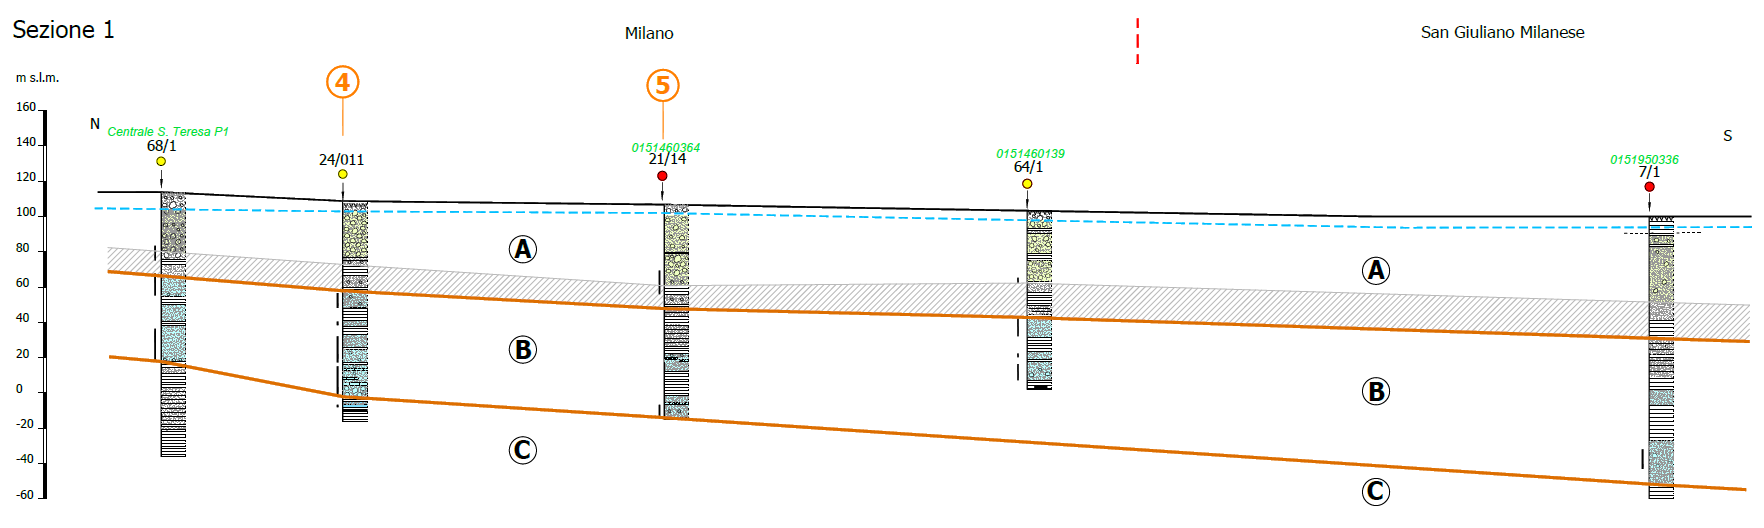 Sezione 1
Milano
San Giuliano Milanese
m s.l.m.
4
5
160
140
120
100
80
60
40
20
0
-20
-40
-60
N
S
Centrale S. Teresa P1
68/1
24/011
0151460364
21/14
0151460139
64/1
0151950336
7/1
A
A
B
B
C
C